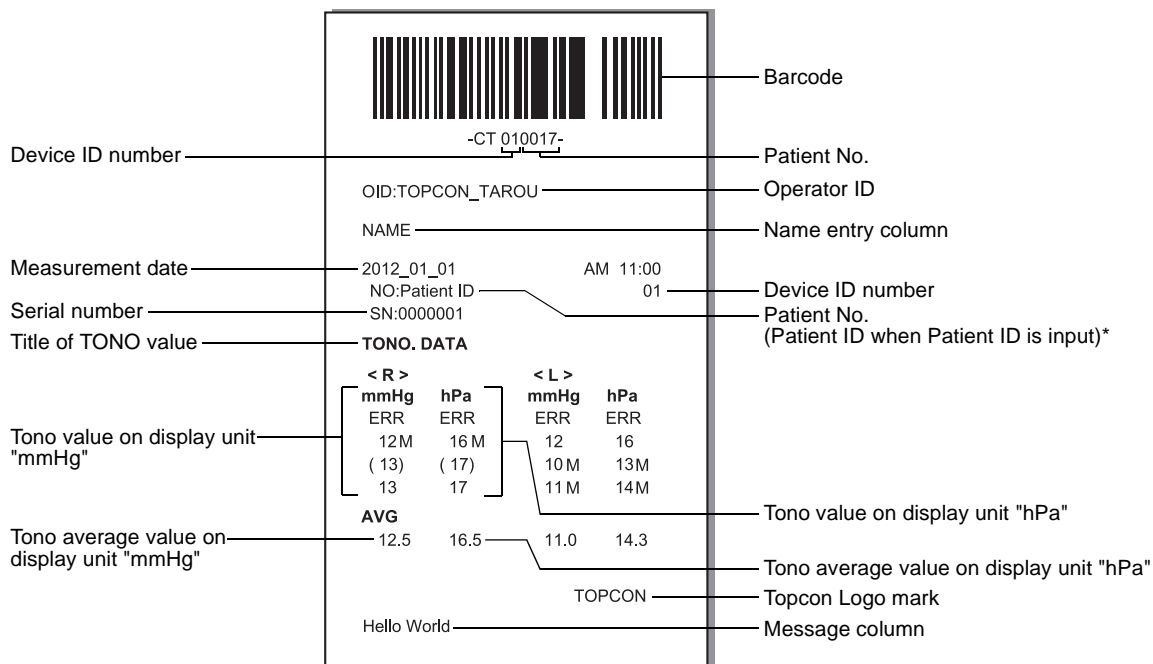 Barcode
-CT 010017-
Device ID number
Patient No.
OID:TOPCON_TAROU
Operator ID
NAME
Name entry column
Measurement date
2012_01_01 AM 11:00
NO:Patient ID 01
Device ID number
Serial number
SN:0000001
Patient No.
(Patient ID when Patient ID is input)*
Title of TONO value
TONO. DATA
< R > < L >
mmHg hPa mmHg hPa
ERR ERR ERR ERR
Tono value on display unit
"mmHg"
12M 16M 12 16
( 13) ( 17) 10M 13M
13 17 11M 14M
Tono value on display unit "hPa"
AVG
Tono average value on
display unit "mmHg"
12.5 16.5 11.0 14.3
Tono average value on display unit "hPa"
TOPCON
Topcon Logo mark
Hello World
Message column